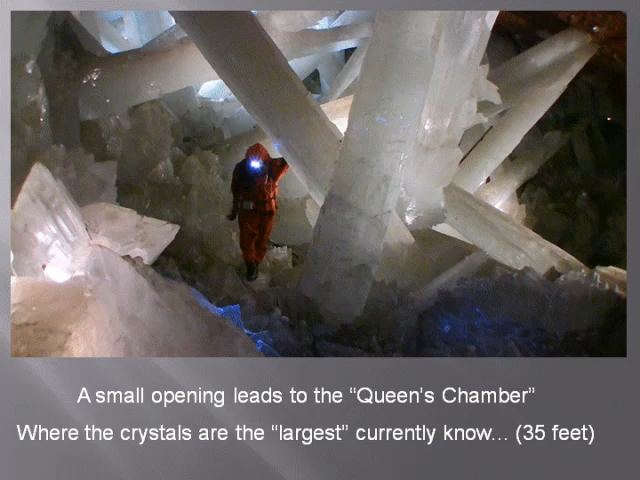 A small opening leads to the “Queen’s Chamber”
Where the crystals are the “largest” currently know... (35 feet)